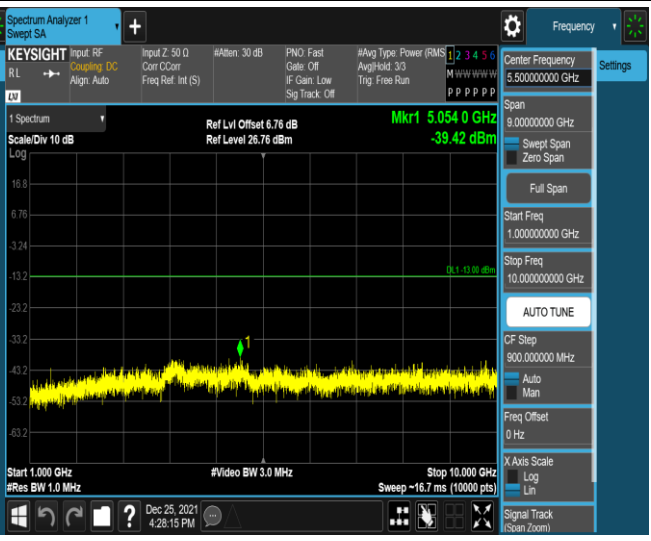 Spectrum Analyzer 1
Swept SA
Frequency
KEYSIGHT
RL
Input: RF
Coupling: DC
Align: Auto
Input Z: 50 Ω
Corr CCorr
Freq Ref: Int (S)
#Atten: 30 dB
PNO: Fast
Gate: Off
IF Gain: Low
Sig Track: Off
#Avg Type: Power (RMS
Avg|Hold: 3/3
Trig: Free Run
1 2 3 4 5 6
M W W W W W
P P P P P P
LXI
1 Spectrum
Scale/Div 10 dB
Log
Ref Lvl Offset 6.76 dB
Ref Level 26.76 dBm
Mkr1 5.054 0 GHz
-39.42 dBm
16.8
6.76
-3.24
-13.2
-23.2
-33.2
-43.2
-53.2
-63.2
DL1 -13.00 dBm
1
Start 1.000 GHz
#Res BW 1.0 MHz
#Video BW 3.0 MHz
Stop 10.000 GHz
Sweep ~16.7 ms (10000 pts)
Dec 25, 2021
4:28:15 PM
Center Frequency
5.500000000 GHz
Settings
Span
9.00000000 GHz
Swept Span
Zero Span
Full Span
Start Freq
1.000000000 GHz
Stop Freq
10.000000000 GHz
AUTO TUNE
CF Step
900.000000 MHz
Auto
Man
Freq Offset
0 Hz
X Axis Scale
Log
Lin
Signal Track
(Span Zoom)